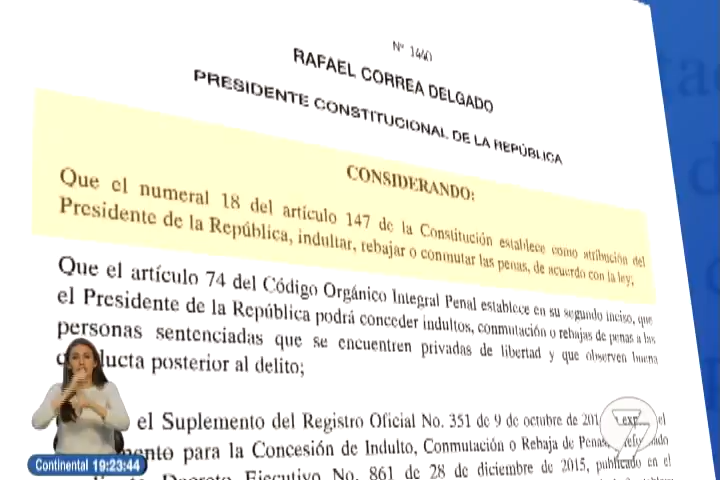 Nº 1440
RAFAEL CORREA DELGADO
PRESIDENTE CONSTITUCIONAL DE LA REPÚBLICA
CONSIDERANDO:
Que el numeral 18 del artículo 147 de la Constitución establece como atribución del
Presidente de la República, indultar, rebajar o conmutar las penas, de acuerdo con la ley;
Que el artículo 74 del Código Orgánico Integral Penal establece en su segundo inciso, que
el Presidente de la República podrá conceder indultos, conmutación o rebajas de penas a las
personas sentenciadas que se encuentren privadas de libertad y que observen buena
ducta posterior al delito;
el Suplemento del Registro Oficial No. 351 de 9 de octubre de 201 el
ento para la Concesión de Indulto, Conmutación o Rebaja de Penas,
Decreto Ejecutivo No. 861 de 28 de diciembre de 2015, publicado en el
Continental 19:23:44
7